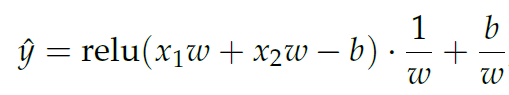 ŷ = relu(x₁w + x₂w − b) · 1/w + b/w